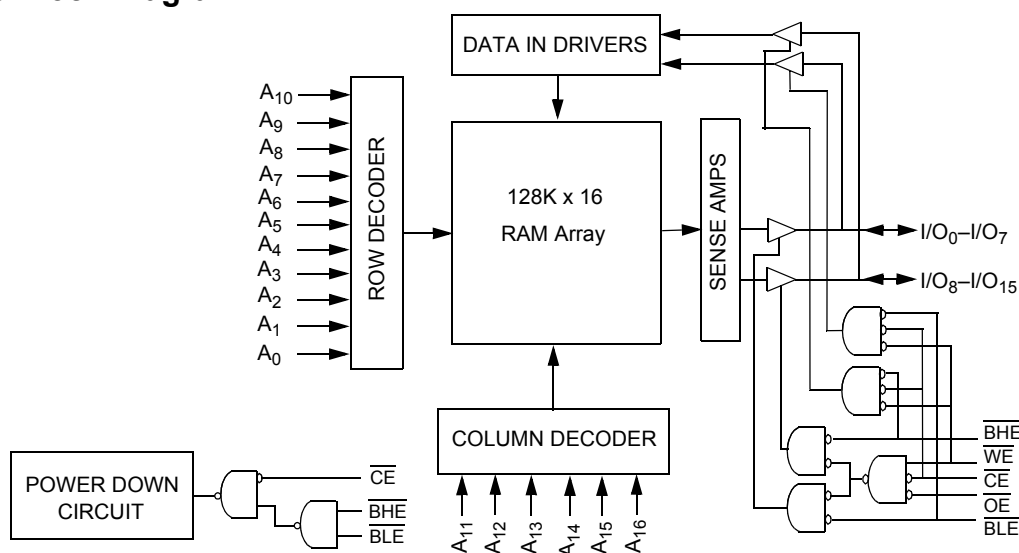 DATA IN DRIVERS
A10
A9
A8
A7
A6
A5
A4
A3
A2
A1
A0
ROW DECODER
128K x 16
RAM Array
SENSE AMPS
I/O0–I/O7
I/O8–I/O15
COLUMN DECODER
A11
A12
A13
A14
A15
A16
BHE
WE
CE
OE
BLE
POWER DOWN
CIRCUIT
CE
BHE
BLE